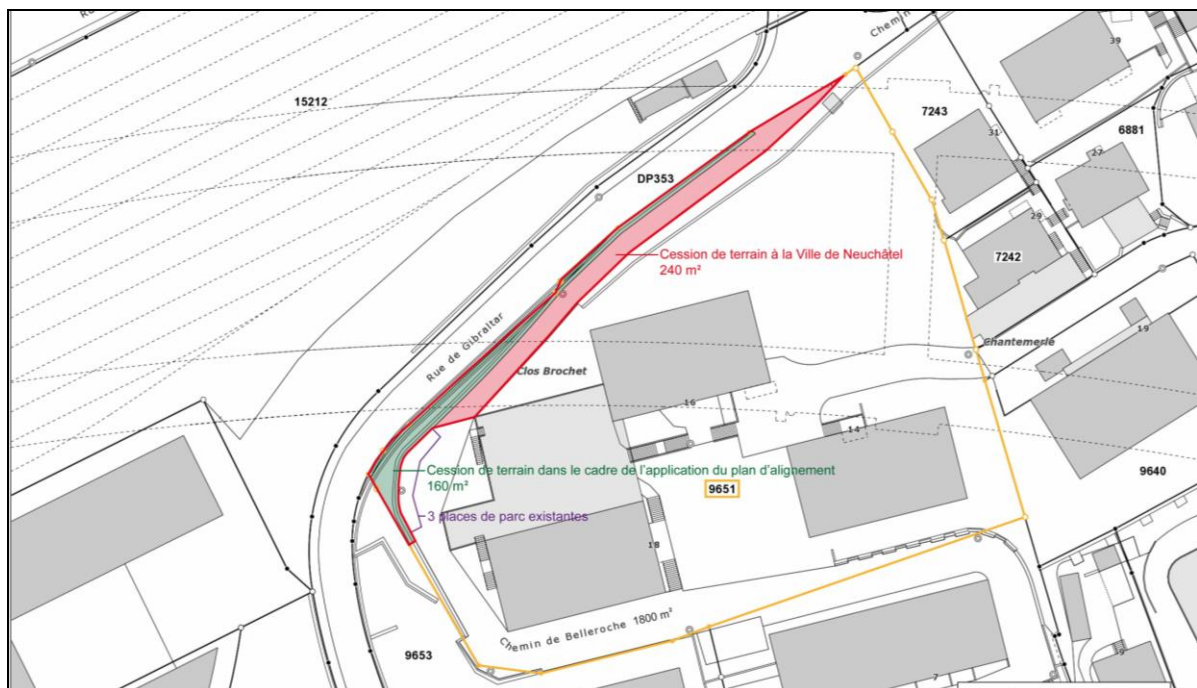 Chemin
39
15212
7243
31
6881
27
DP353
29
Cession de terrain à la Ville de Neuchâtel
240 m²
7242
19
Rue de Gibraltar
Chantemerle
Clos Brochet
16
14
Cession de terrain dans le cadre de l'application du plan d'alignement
160 m²
9640
9651
3 places de parc existantes
18
Chemin de Belleroche 1800 m²
9653
7
9